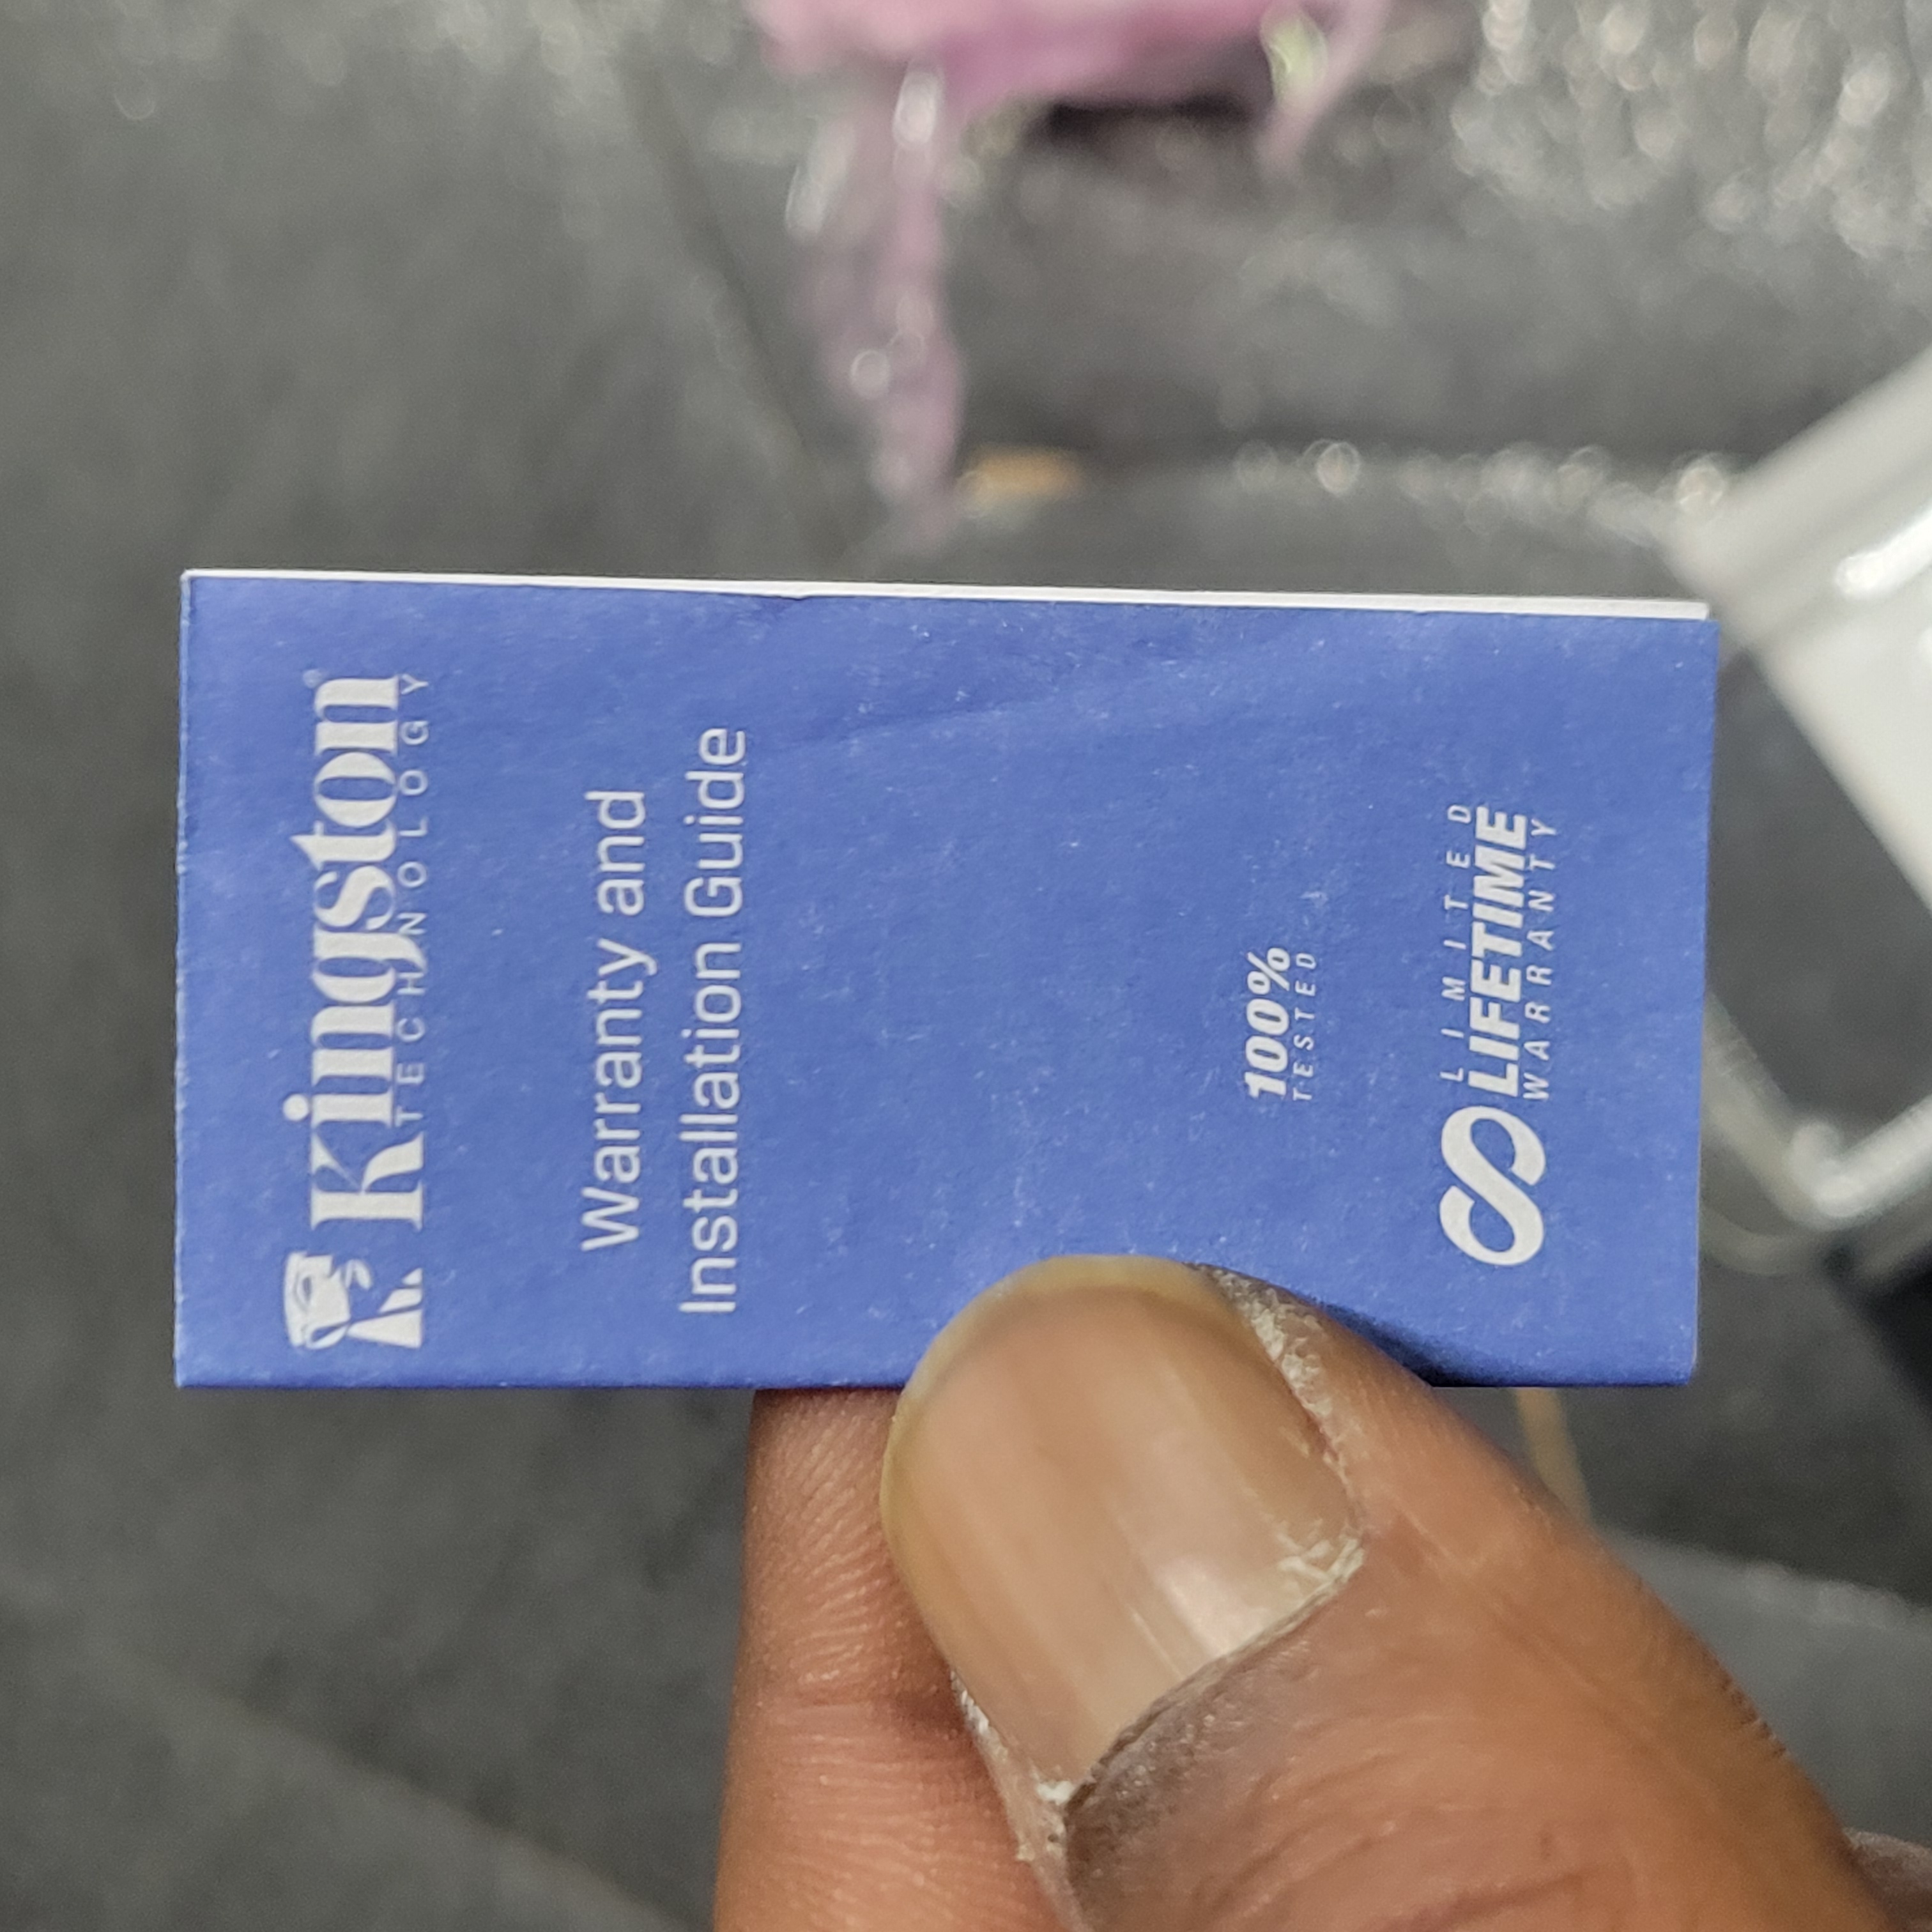 Kingston®
TECHNOLOGY
Warranty and
Installation Guide
100%
TESTED
LIMITED
LIFETIME
WARRANTY